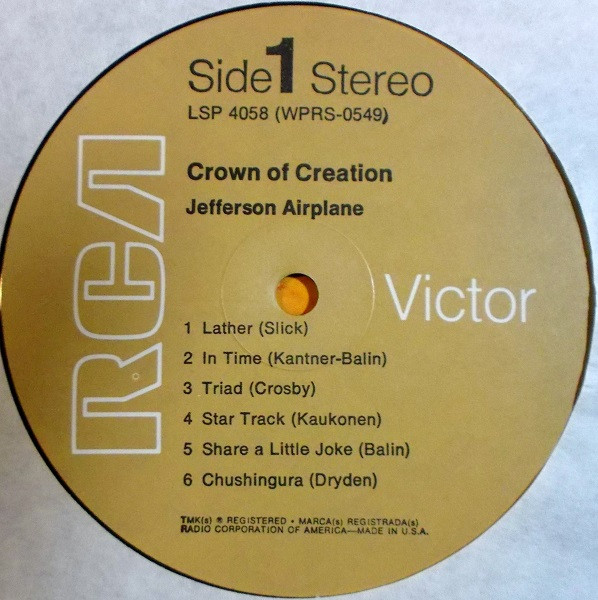 Side 1 Stereo
LSP 4058 (WPRS-0549)
Crown of Creation
Jefferson Airplane
RCA
Victor
1 Lather (Slick)
2 In Time (Kantner-Balin)
3 Triad (Crosby)
4 Star Track (Kaukonen)
5 Share a Little Joke (Balin)
6 Chushingura (Dryden)
TMK(s) ® REGISTERED • MARCA(s) REGISTRADA(s)
RADIO CORPORATION OF AMERICA—MADE IN U.S.A.